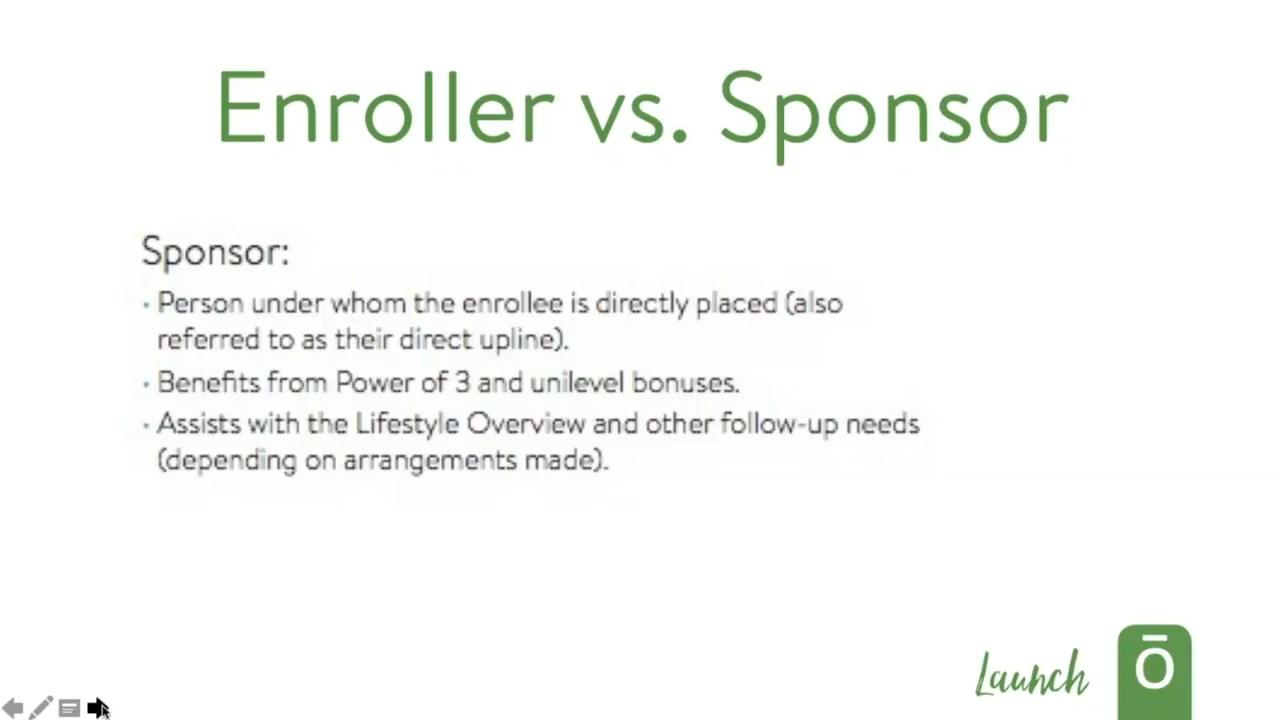 Enroller vs. Sponsor
Sponsor:
• Person under whom the enrollee is directly placed (also
referred to as their direct upline).
• Benefits from Power of 3 and unilevel bonuses.
• Assists with the Lifestyle Overview and other follow-up needs
(depending on arrangements made).
Launch
ō